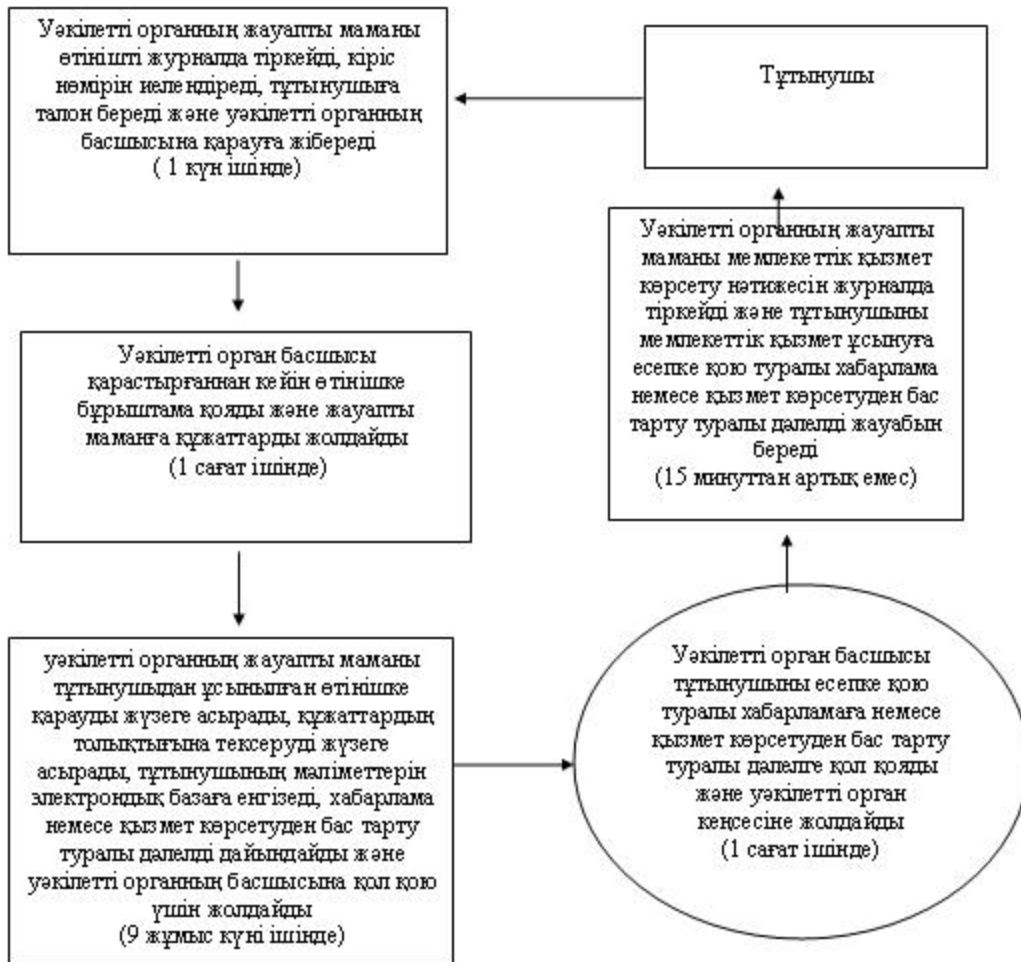 Уәкілетті органның жауапты маманы
өтінішті журналда тіркейді, кіріс
нөмірін иелендіреді, тұтынушыға
талон береді және уәкілетті органның
басшысына қарауға жібереді
( 1 күн ішінде)
Тұтынушы
Уәкілетті орган басшысы
қарастырғаннан кейін өтінішке
бұрыштама қояды және жауапты
маманға құжаттарды жолдайды
(1 сағат ішінде)
уәкілетті органның жауапты маманы
тұтынушыдан ұсынылған өтінішке
қарауды жүзеге асырады, құжаттардың
толықтығына тексеруді жүзеге
асырады, тұтынушының мәліметтерін
электрондық базаға енгізеді, хабарлама
немесе қызмет көрсетуден бас тарту
туралы дәлелді дайындайды және
уәкілетті органның басшысына қол қою
үшін жолдайды
(9 жұмыс күні ішінде)
Уәкілетті орган басшысы
тұтынушыны есепке қою
туралы хабарламаға немесе
қызмет көрсетуден бас тарту
туралы дәлелге қол қояды
және уәкілетті орган
кеңсесіне жолдайды
(1 сағат ішінде)
Уәкілетті органның жауапты
маманы мемлекеттік қызмет
көрсету нәтижесін журналда
тіркейді және тұтынушыны
мемлекеттік қызмет ұсынуға
есепке қою туралы хабарлама
немесе қызмет көрсетуден бас
тарту туралы дәлелді жауабын
береді
(15 минуттан артық емес)